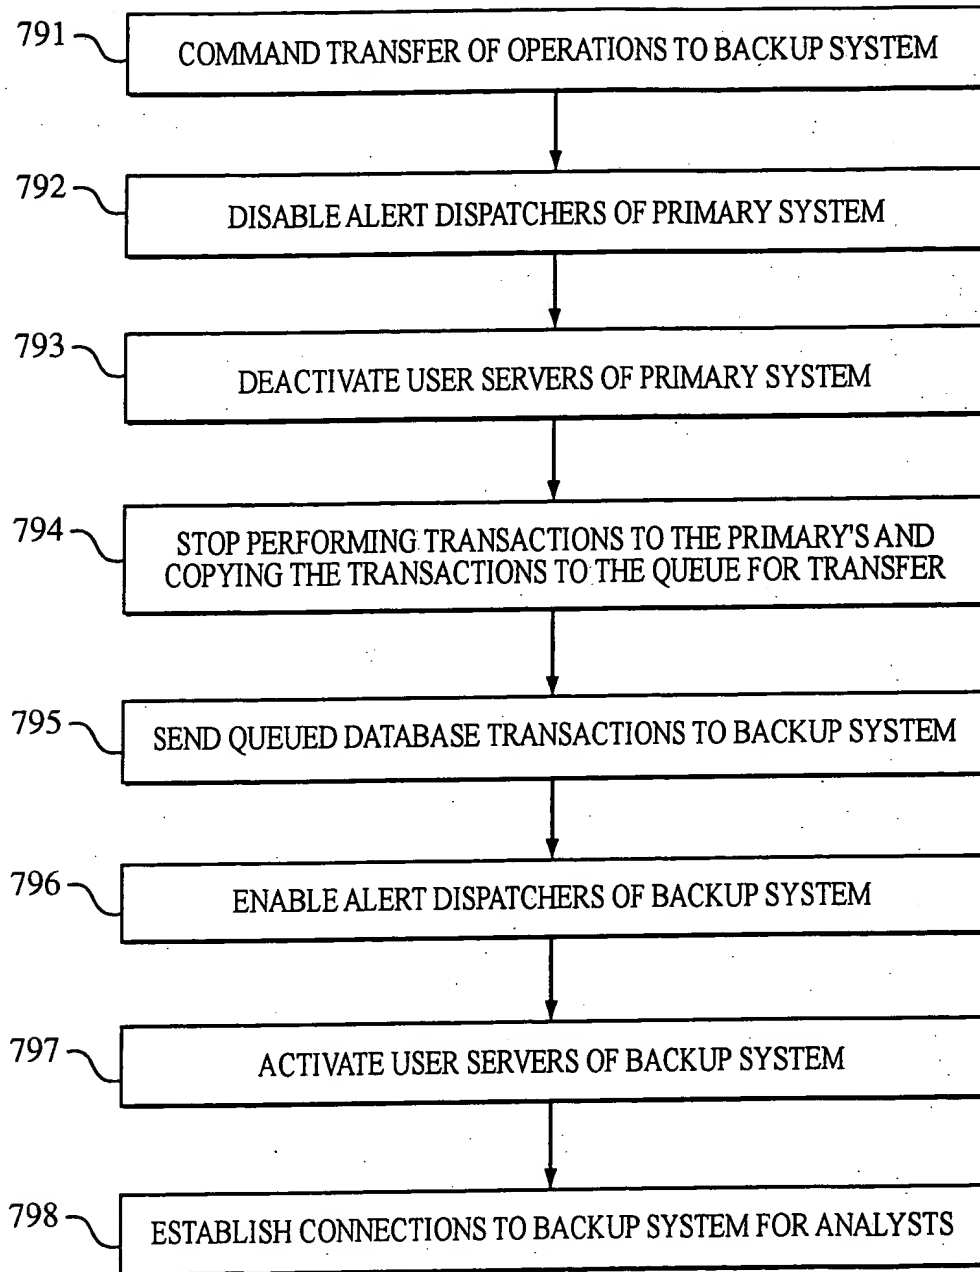 791
COMMAND TRANSFER OF OPERATIONS TO BACKUP SYSTEM
792
DISABLE ALERT DISPATCHERS OF PRIMARY SYSTEM
793
DEACTIVATE USER SERVERS OF PRIMARY SYSTEM
794
STOP PERFORMING TRANSACTIONS TO THE PRIMARY'S AND
COPYING THE TRANSACTIONS TO THE QUEUE FOR TRANSFER
795
SEND QUEUED DATABASE TRANSACTIONS TO BACKUP SYSTEM
796
ENABLE ALERT DISPATCHERS OF BACKUP SYSTEM
797
ACTIVATE USER SERVERS OF BACKUP SYSTEM
798
ESTABLISH CONNECTIONS TO BACKUP SYSTEM FOR ANALYSTS